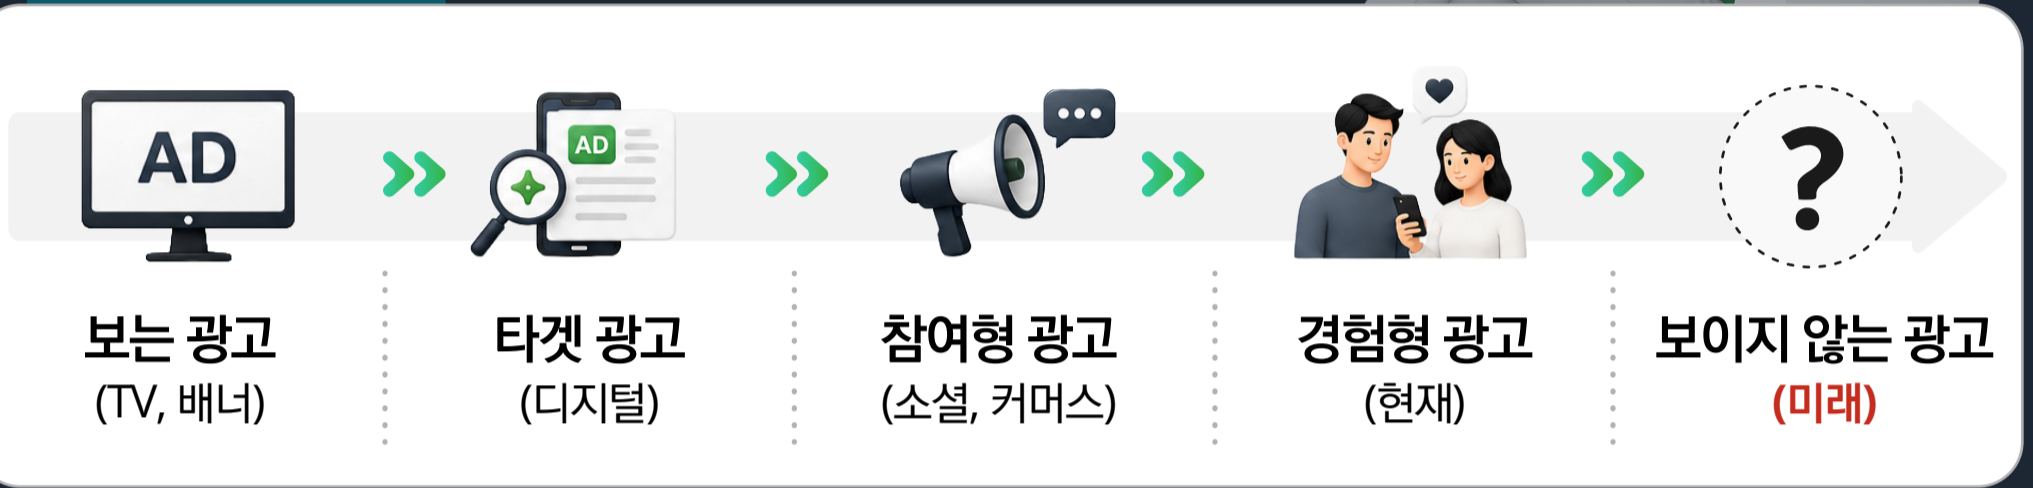 AD
AD
보는 광고
(TV, 배너)
타겟 광고
(디지털)
참여형 광고
(소셜, 커머스)
경험형 광고
(현재)
?
보이지 않는 광고
(미래)